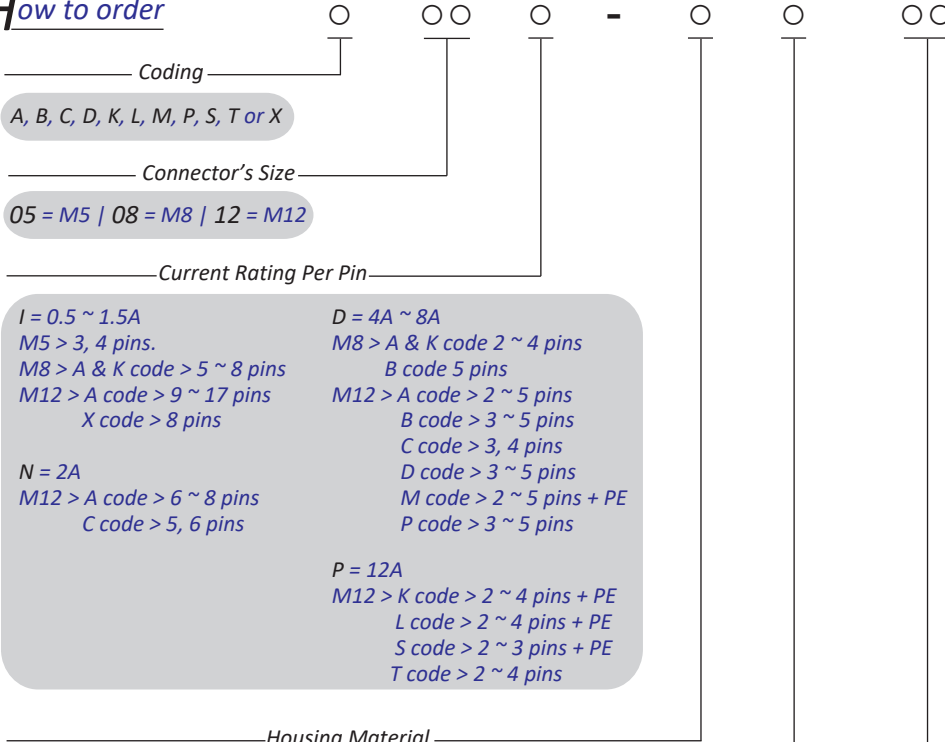 How to order
-
Coding
A, B, C, D, K, L, M, P, S, T or X
Connector's Size
05 = M5 | 08 = M8 | 12 = M12
Current Rating Per Pin
I = 0.5 ~ 1.5A
M5 > 3, 4 pins.
M8 > A & K code > 5 ~ 8 pins
M12 > A code > 9 ~ 17 pins
X code > 8 pins
N = 2A
M12 > A code > 6 ~ 8 pins
C code > 5, 6 pins
D = 4A ~ 8A
M8 > A & K code 2 ~ 4 pins
B code 5 pins
M12 > A code > 2 ~ 5 pins
B code > 3 ~ 5 pins
C code > 3, 4 pins
D code > 3 ~ 5 pins
M code > 2 ~ 5 pins + PE
P code > 3 ~ 5 pins
P = 12A
M12 > K code > 2 ~ 4 pins + PE
L code > 2 ~ 4 pins + PE
S code > 2 ~ 3 pins + PE
T code > 2 ~ 4 pins
Housing Material